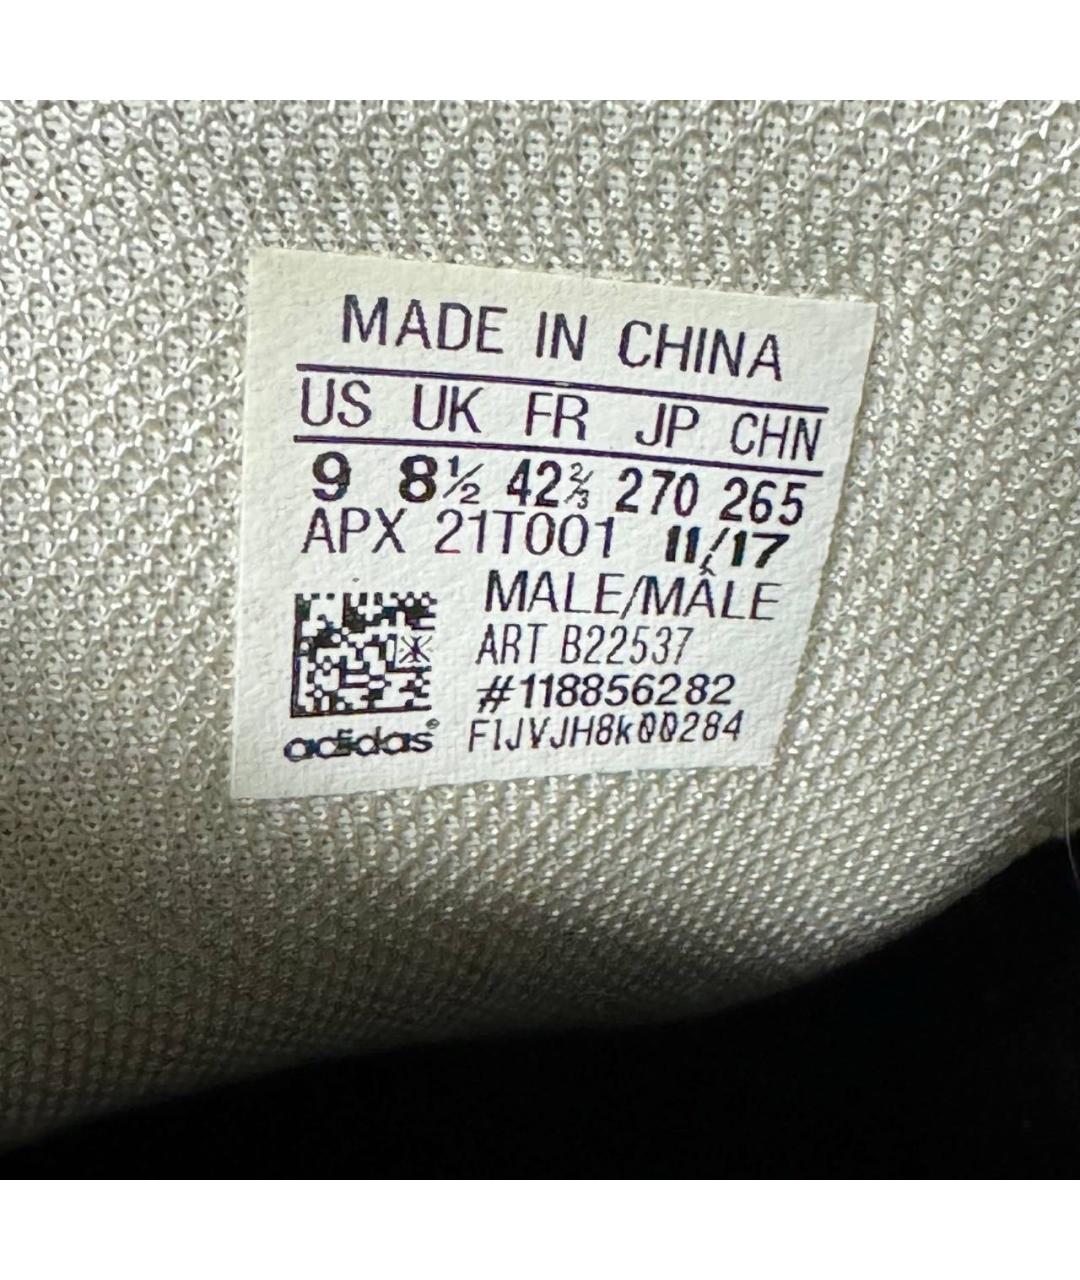 MADE IN CHINA
US UK FR JP CHN
9 8½ 42⅔ 270 265
APX 21T001 11/17
MALE/MÂLE
ART B22537
#118856282
F1JVJH8k00284
adidas®